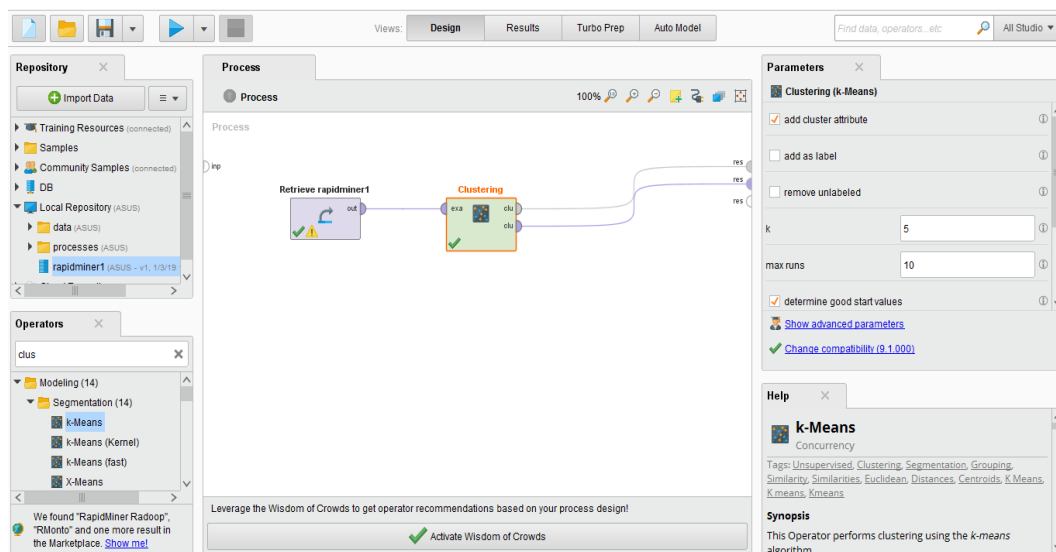 Views:
Design
Results
Turbo Prep
Auto Model
Find data, operators...etc
All Studio
Repository
Import Data
Training Resources (connected)
Samples
Community Samples (connected)
DB
Local Repository (ASUS)
data (ASUS)
processes (ASUS)
rapidminer1 (ASUS - v1, 1/3/19
Operators
clus
Modeling (14)
Segmentation (14)
k-Means
k-Means (Kernel)
k-Means (fast)
X-Means
We found "RapidMiner Radoop",
"RMonto" and one more result in
the Marketplace. Show me!
Process
Process
100%
Process
inp
Retrieve rapidminer1
out
Clustering
exa
clu
clu
res
res
res
Leverage the Wisdom of Crowds to get operator recommendations based on your process design!
Activate Wisdom of Crowds
Parameters
Clustering (k-Means)
add cluster attribute
add as label
remove unlabeled
k
5
max runs
10
determine good start values
Show advanced parameters
Change compatibility (9.1.000)
Help
k-Means
Concurrency
Tags: Unsupervised, Clustering, Segmentation, Grouping,
Similarity, Similarities, Euclidean, Distances, Centroids, K Means,
K means, Kmeans
Synopsis
This Operator performs clustering using the k-means
algorithm